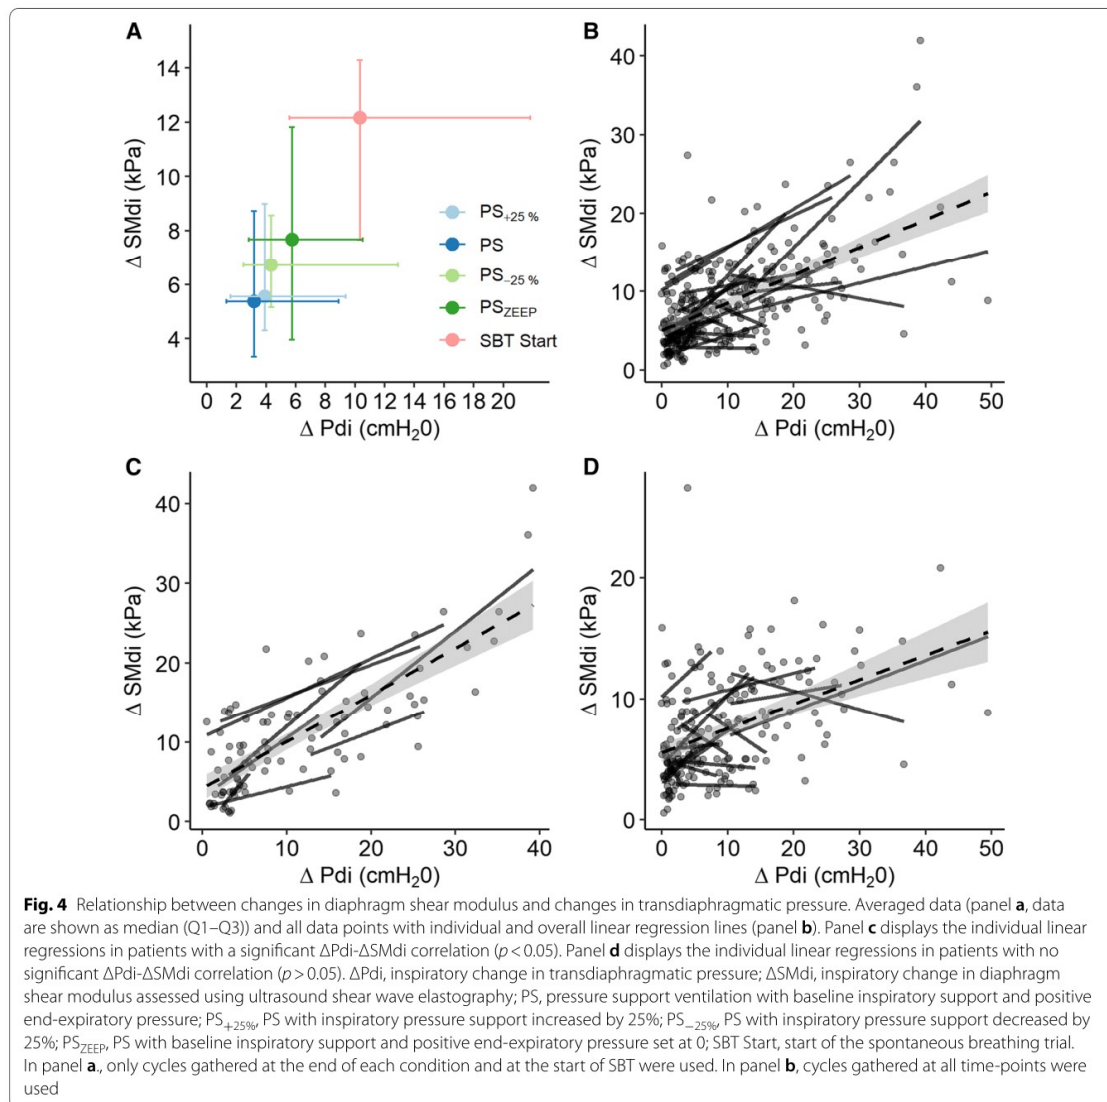 A
14
12
10
8
6
4
Δ SMdi (kPa)
0 2 4 6 8 10 12 14 16 18 20
Δ Pdi (cmH₂0)
PS₊₂₅ %
PS
PS₋₂₅ %
PS_ZEEP
SBT Start
B
40
30
20
10
0
Δ SMdi (kPa)
0 10 20 30 40 50
Δ Pdi (cmH₂0)
C
40
30
20
10
0
Δ SMdi (kPa)
0 10 20 30 40
Δ Pdi (cmH₂0)
D
20
10
0
Δ SMdi (kPa)
0 10 20 30 40 50
Δ Pdi (cmH₂0)
Fig. 4 Relationship between changes in diaphragm shear modulus and changes in transdiaphragmatic pressure. Averaged data (panel a, data
are shown as median (Q1–Q3)) and all data points with individual and overall linear regression lines (panel b). Panel c displays the individual linear
regressions in patients with a significant ΔPdi-ΔSMdi correlation (p < 0.05). Panel d displays the individual linear regressions in patients with no
significant ΔPdi-ΔSMdi correlation (p > 0.05). ΔPdi, inspiratory change in transdiaphragmatic pressure; ΔSMdi, inspiratory change in diaphragm
shear modulus assessed using ultrasound shear wave elastography; PS, pressure support ventilation with baseline inspiratory support and positive
end-expiratory pressure; PS₊₂₅%, PS with inspiratory pressure support increased by 25%; PS₋₂₅%, PS with inspiratory pressure support decreased by
25%; PS_ZEEP, PS with baseline inspiratory support and positive end-expiratory pressure set at 0; SBT Start, start of the spontaneous breathing trial.
In panel a., only cycles gathered at the end of each condition and at the start of SBT were used. In panel b, cycles gathered at all time-points were
used